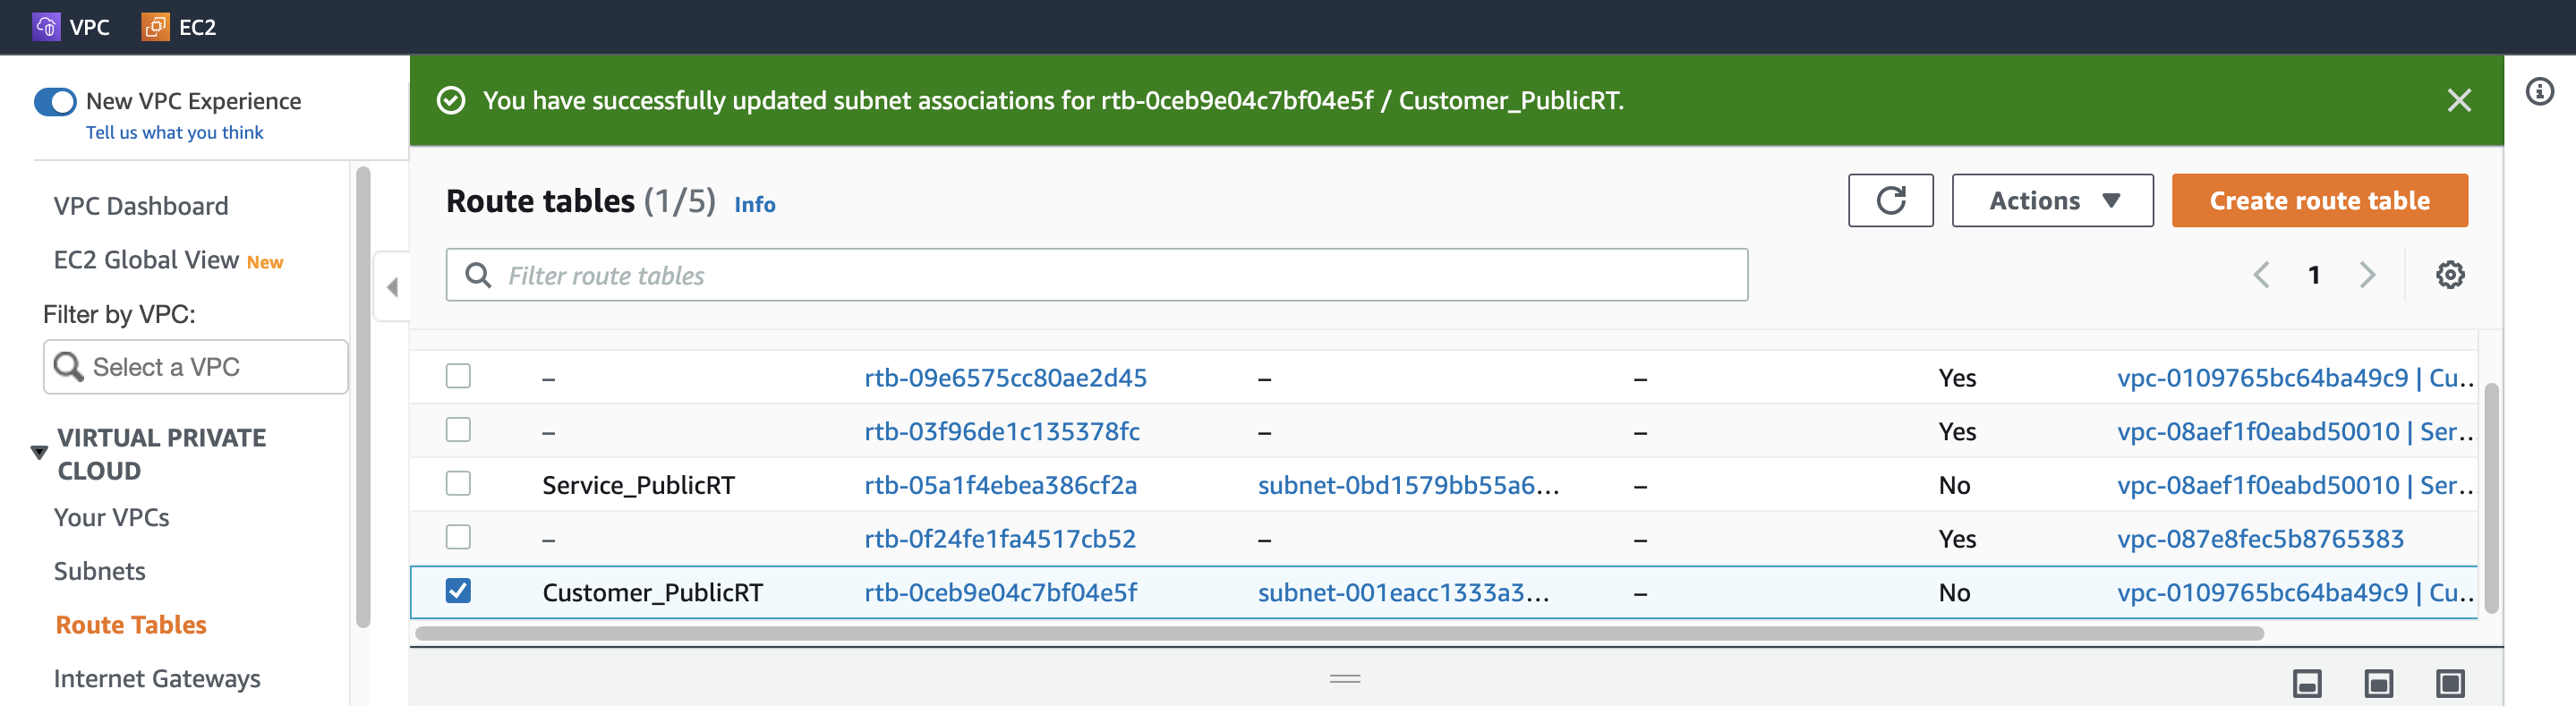 VPC EC2
New VPC Experience
Tell us what you think
VPC Dashboard
EC2 Global View New
Filter by VPC:
Select a VPC
VIRTUAL PRIVATE
CLOUD
Your VPCs
Subnets
Route Tables
Internet Gateways
You have successfully updated subnet associations for rtb-0ceb9e04c7bf04e5f / Customer_PublicRT.
Route tables (1/5) Info
Actions
Create route table
Filter route tables
1
– rtb-09e6575cc80ae2d45 – – Yes vpc-0109765bc64ba49c9 | Cu...
– rtb-03f96de1c135378fc – – Yes vpc-08aef1f0eabd50010 | Ser...
Service_PublicRT rtb-05a1f4ebea386cf2a subnet-0bd1579bb55a6... – No vpc-08aef1f0eabd50010 | Ser...
– rtb-0f24fe1fa4517cb52 – – Yes vpc-087e8fec5b8765383
Customer_PublicRT rtb-0ceb9e04c7bf04e5f subnet-001eacc1333a3... – No vpc-0109765bc64ba49c9 | Cu...